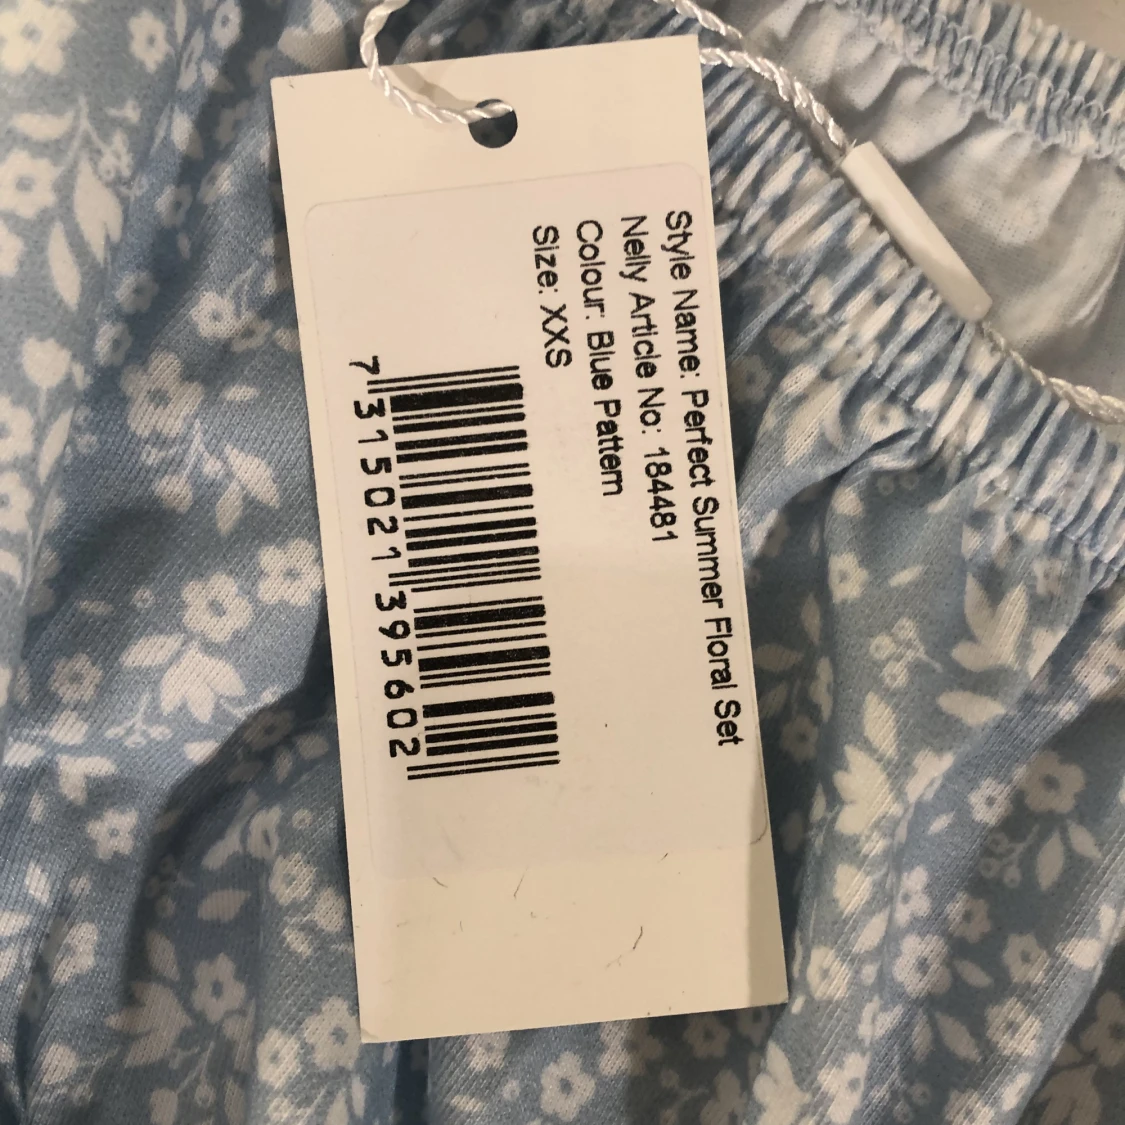 Style Name: Perfect Summer Floral Set
Nelly Article No: 184481
Colour: Blue Pattern
Size: XXS
7 315021 395602